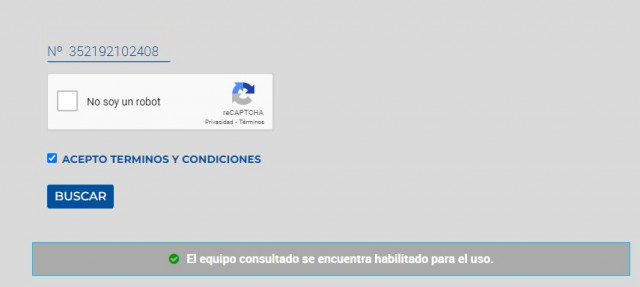 Nº 352192102408
No soy un robot
reCAPTCHA
Privacidad - Términos
ACEPTO TERMINOS Y CONDICIONES
BUSCAR
El equipo consultado se encuentra habilitado para el uso.